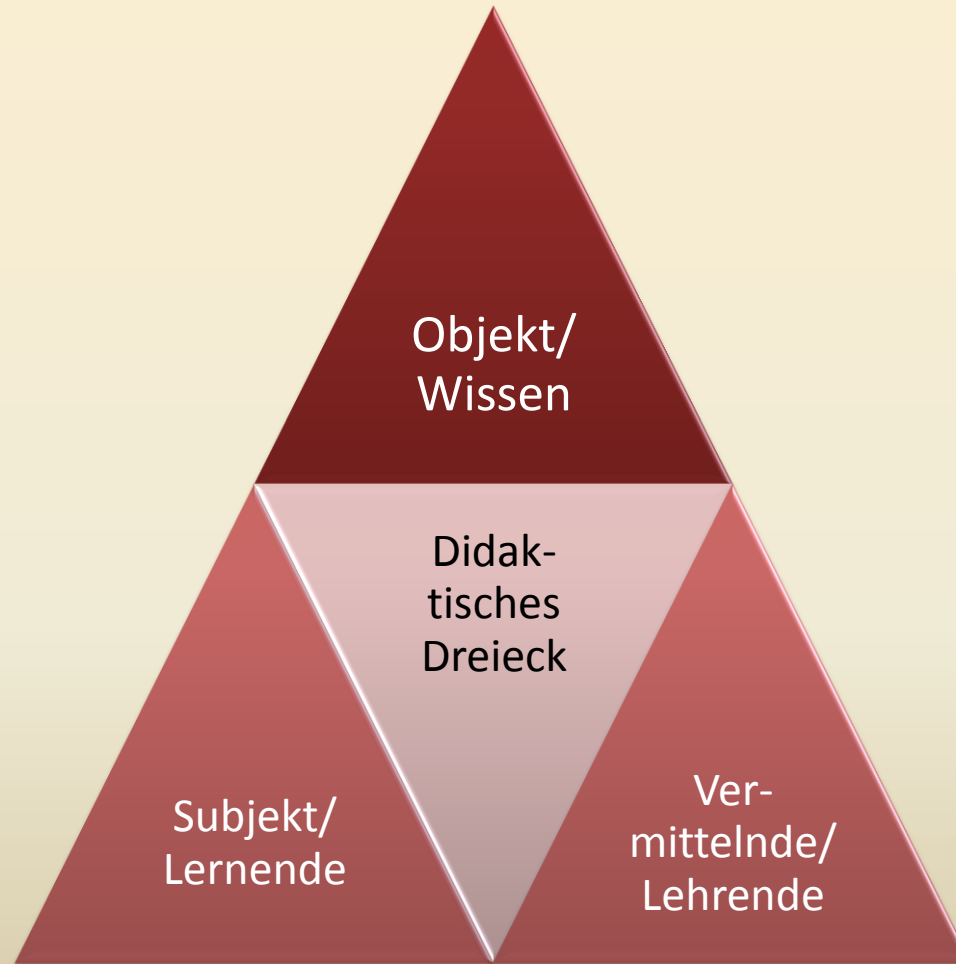 Objekt/
Wissen
Didak-
tisches
Dreieck
Subjekt/
Lernende
Ver-
mittelnde/
Lehrende